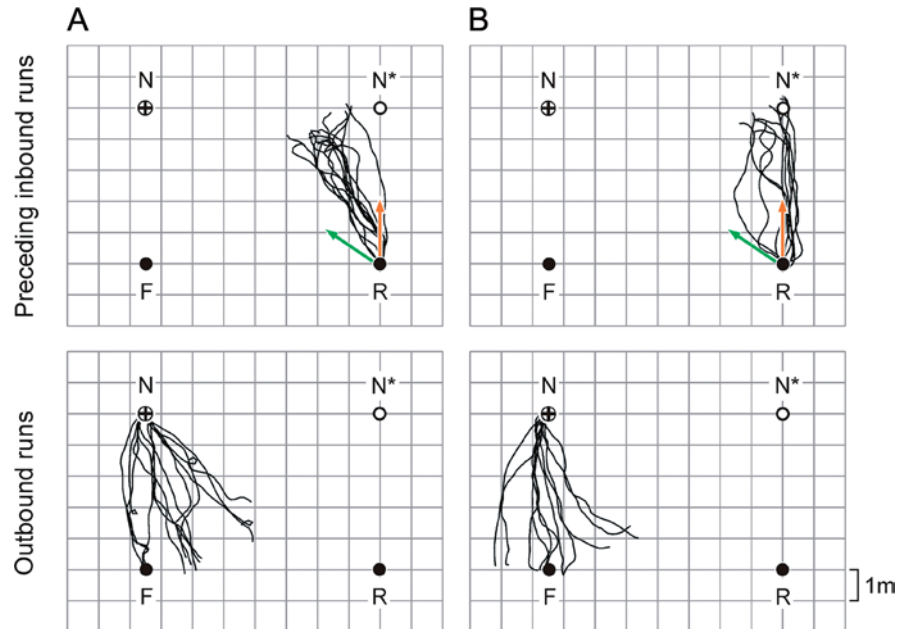 A
B
Preceding inbound runs
N
N*
F
R
N
N*
F
R
Outbound runs
N
N*
F
R
N
N*
F
R
1m